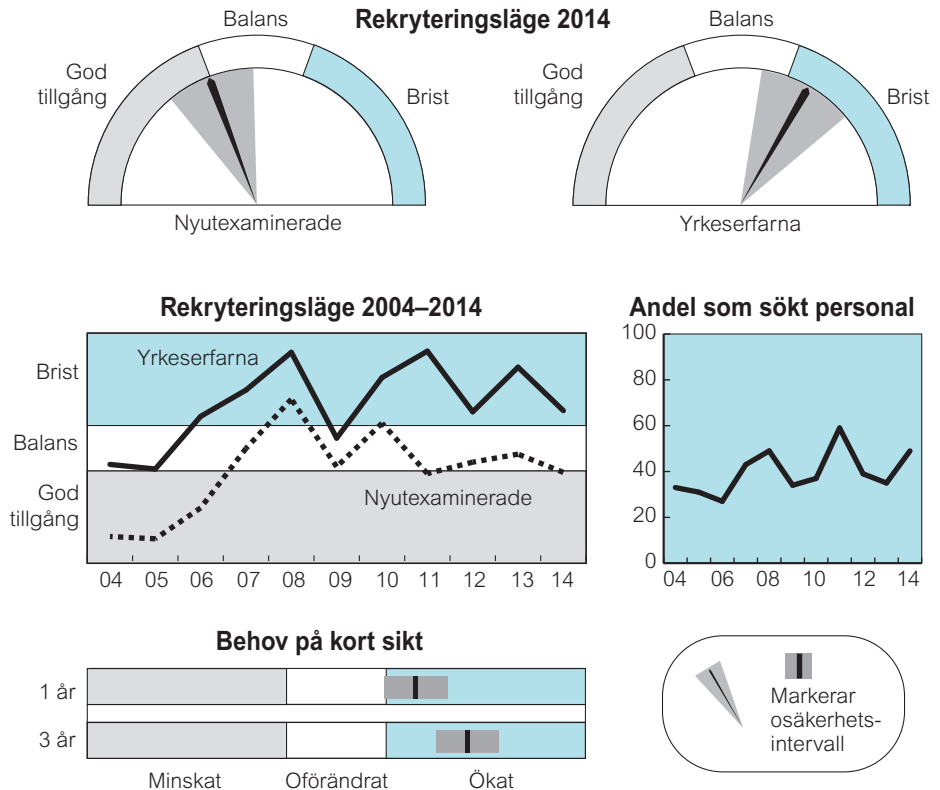 Rekryteringsläge 2014
Balans
God
tillgång
Brist
Nyutexaminerade
Balans
God
tillgång
Brist
Yrkeserfarna
Rekryteringsläge 2004–2014
Brist
Balans
God
tillgång
Yrkeserfarna
Nyutexaminerade
04 05 06 07 08 09 10 11 12 13 14
Andel som sökt personal
100
80
60
40
20
0
04 06 08 10 12 14
Behov på kort sikt
1 år
3 år
Minskat Oförändrat Ökat
Markerar
osäkerhets-
intervall